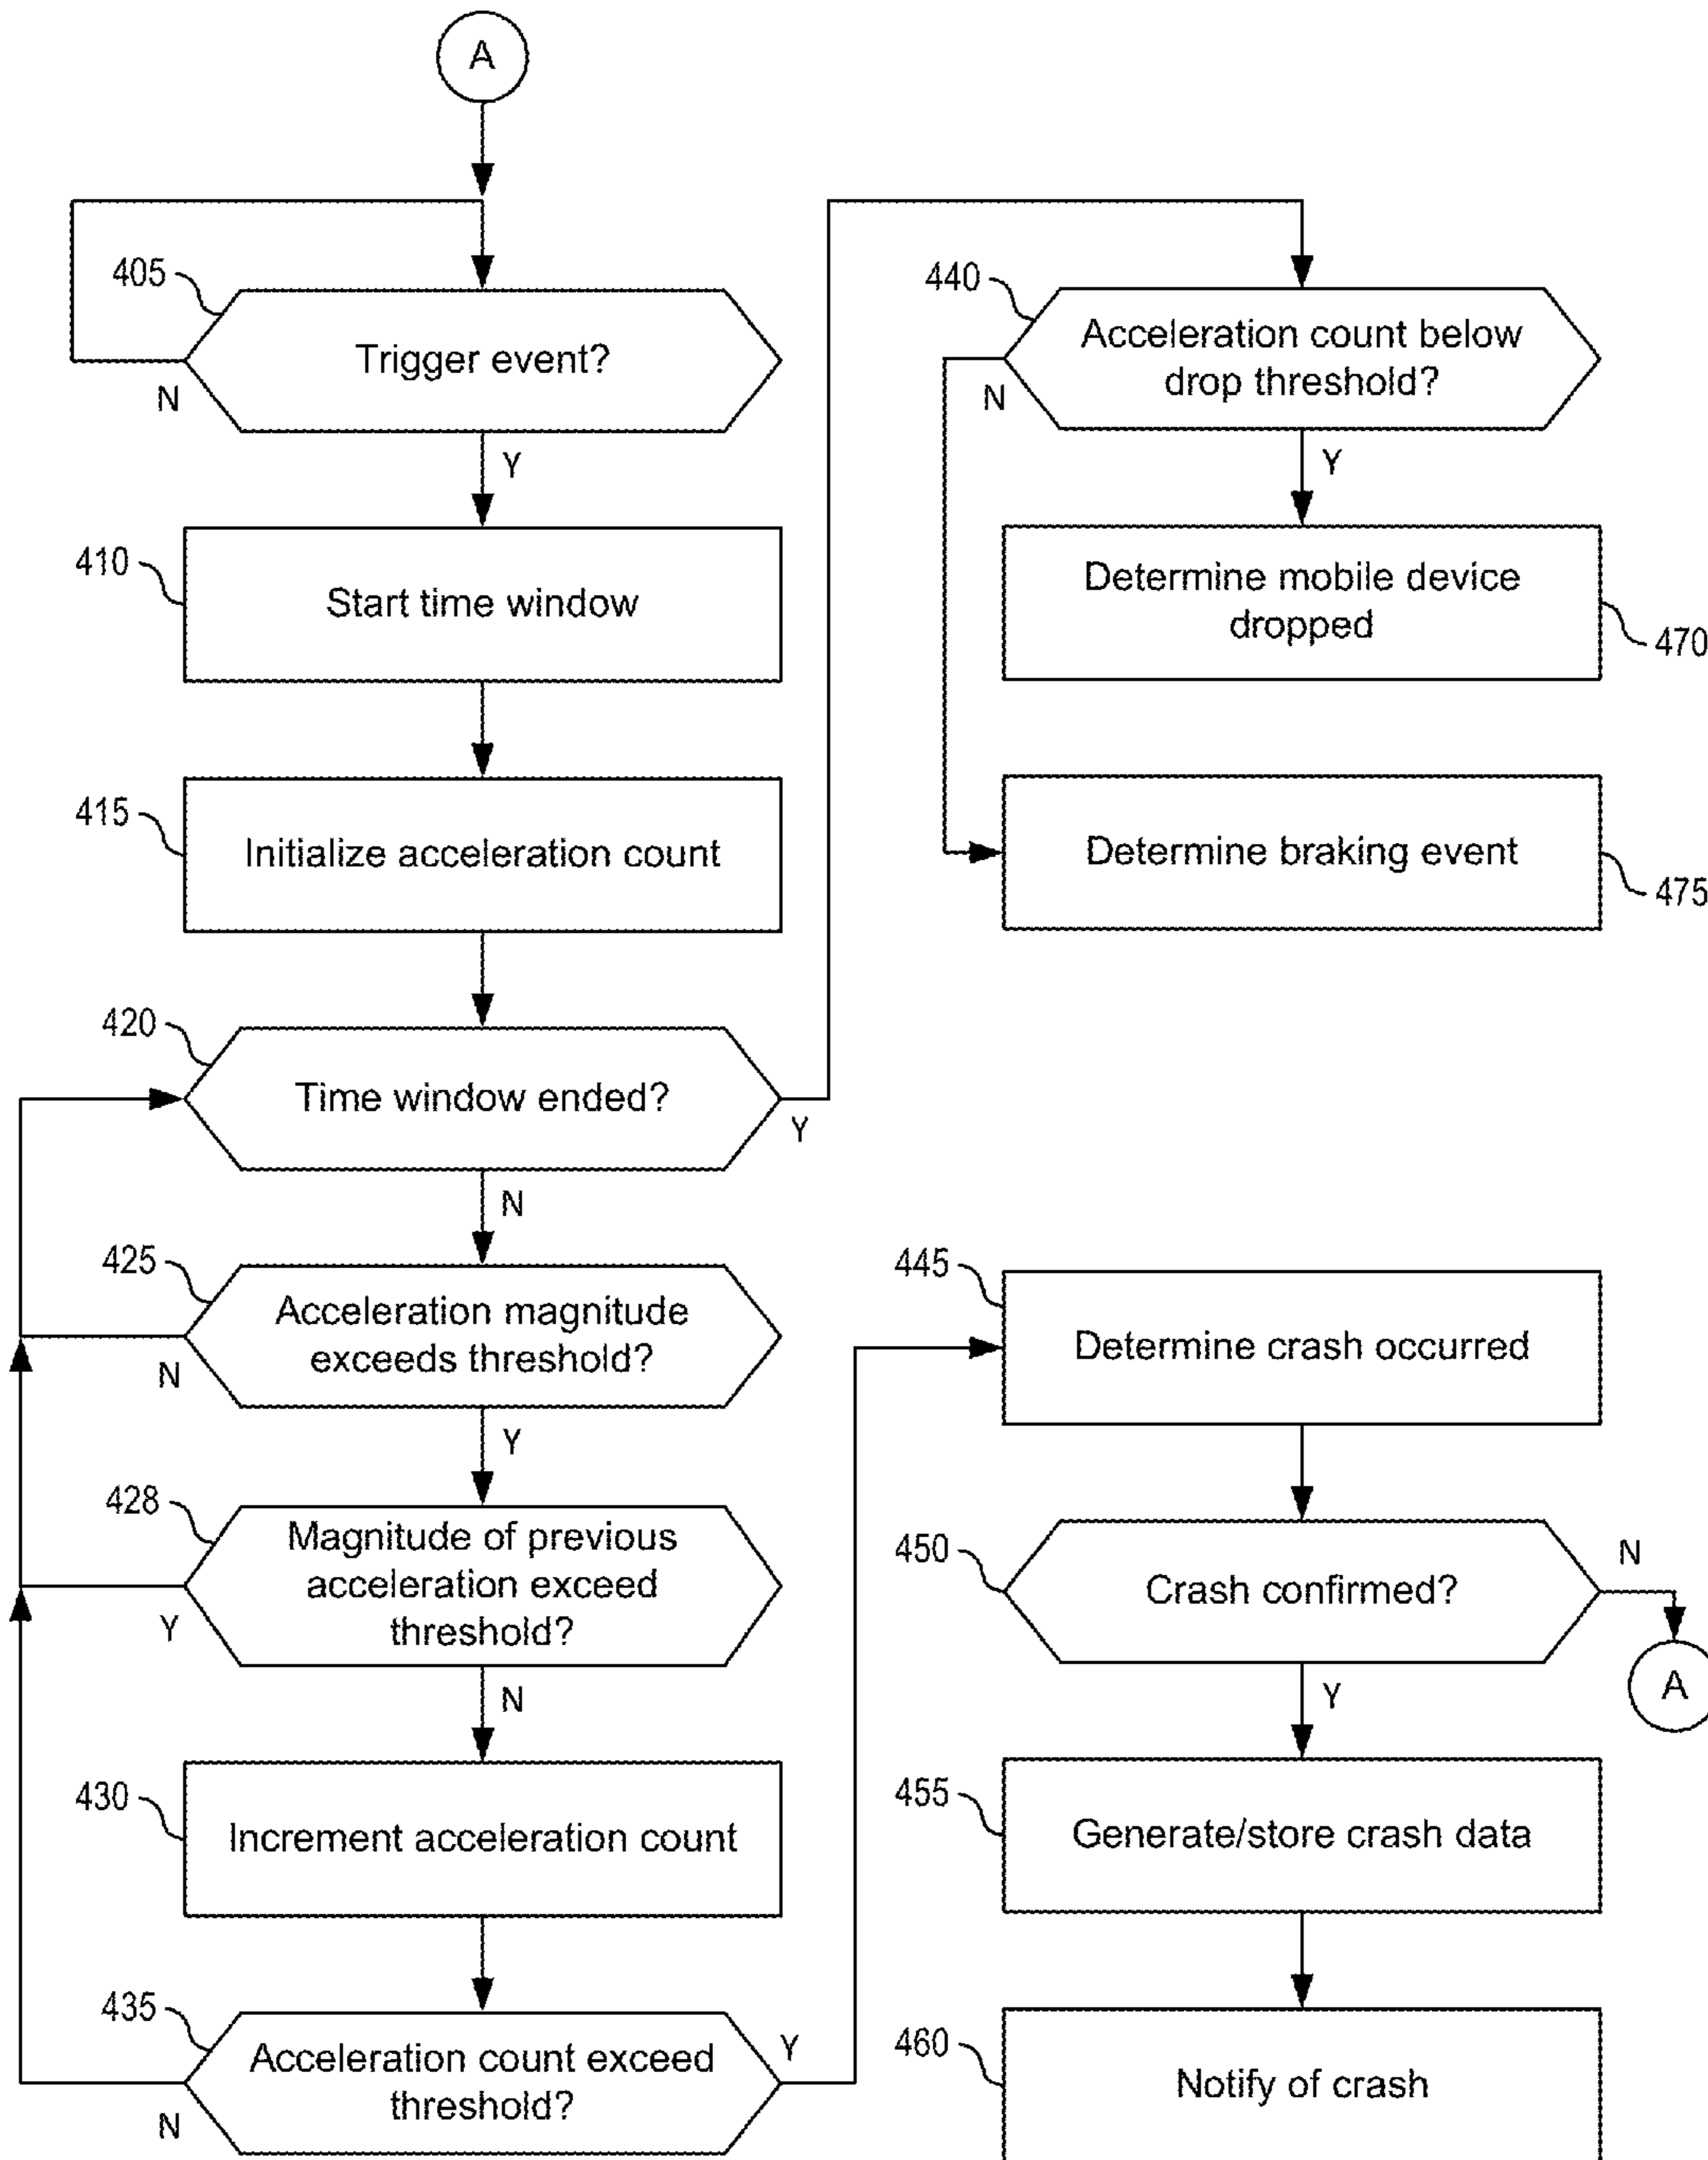 A
405
Trigger event?
N
Y
410
Start time window
415
Initialize acceleration count
420
Time window ended?
Y
N
425
Acceleration magnitude
exceeds threshold?
N
Y
428
Magnitude of previous
acceleration exceed
threshold?
Y
N
430
Increment acceleration count
435
Acceleration count exceed
threshold?
Y
N
440
Acceleration count below
drop threshold?
N
Y
Determine mobile device
dropped
470
Determine braking event
475
445
Determine crash occurred
450
Crash confirmed?
N
A
Y
455
Generate/store crash data
460
Notify of crash